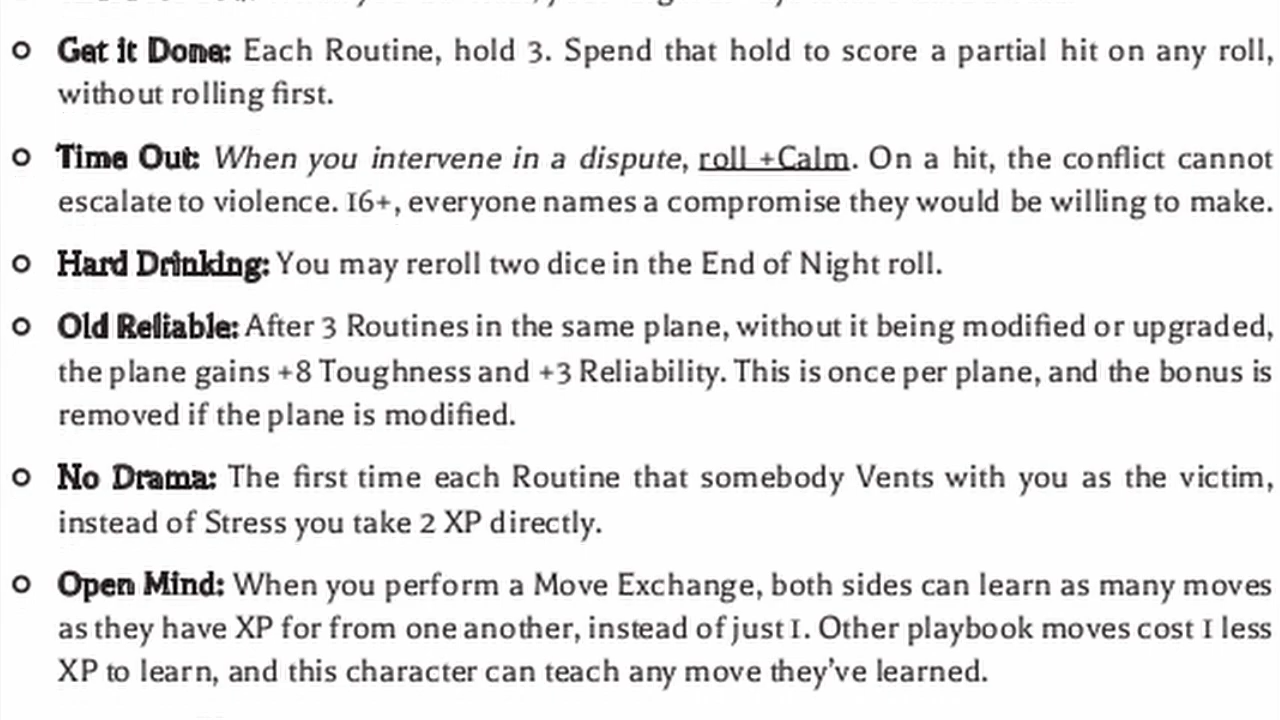 Get it Done: Each Routine, hold 3. Spend that hold to score a partial hit on any roll,
without rolling first.
Time Out: When you intervene in a dispute, roll +Calm. On a hit, the conflict cannot
escalate to violence. 16+, everyone names a compromise they would be willing to make.
Hard Drinking: You may reroll two dice in the End of Night roll.
Old Reliable: After 3 Routines in the same plane, without it being modified or upgraded,
the plane gains +8 Toughness and +3 Reliability. This is once per plane, and the bonus is
removed if the plane is modified.
No Drama: The first time each Routine that somebody Vents with you as the victim,
instead of Stress you take 2 XP directly.
Open Mind: When you perform a Move Exchange, both sides can learn as many moves
as they have XP for from one another, instead of just 1. Other playbook moves cost 1 less
XP to learn, and this character can teach any move they've learned.